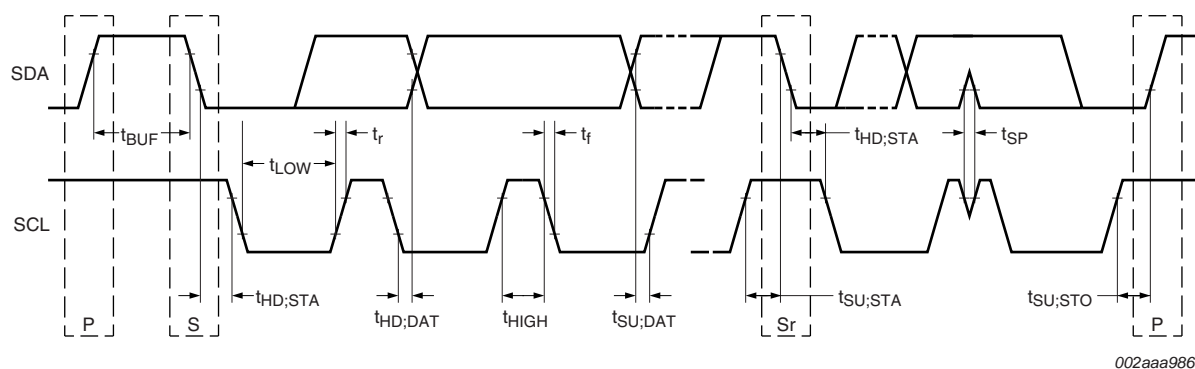 SDA
t_BUF
t_LOW
t_r
t_f
t_HD;STA
t_SP
SCL
t_HD;STA
t_HD;DAT
t_HIGH
t_SU;DAT
t_SU;STA
t_SU;STO
P
S
Sr
P
002aaa986